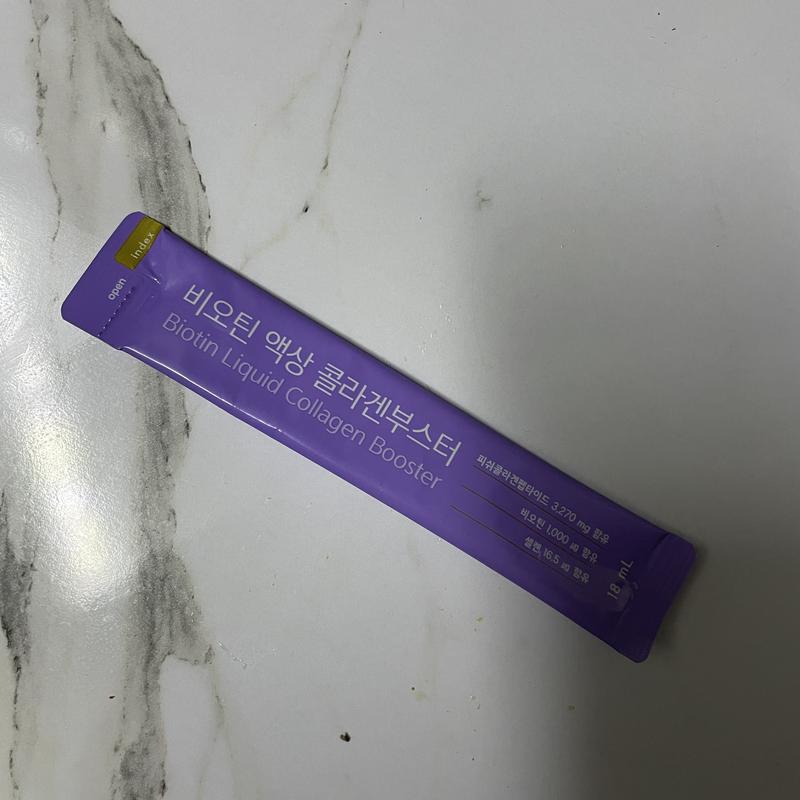 index
open
비오틴 액상 콜라겐부스터
Biotin Liquid Collagen Booster
피쉬콜라겐펩타이드 3,270 mg 함유
비오틴 1,000 μg 함유
셀렌 16.5 μg 함유
18 mL